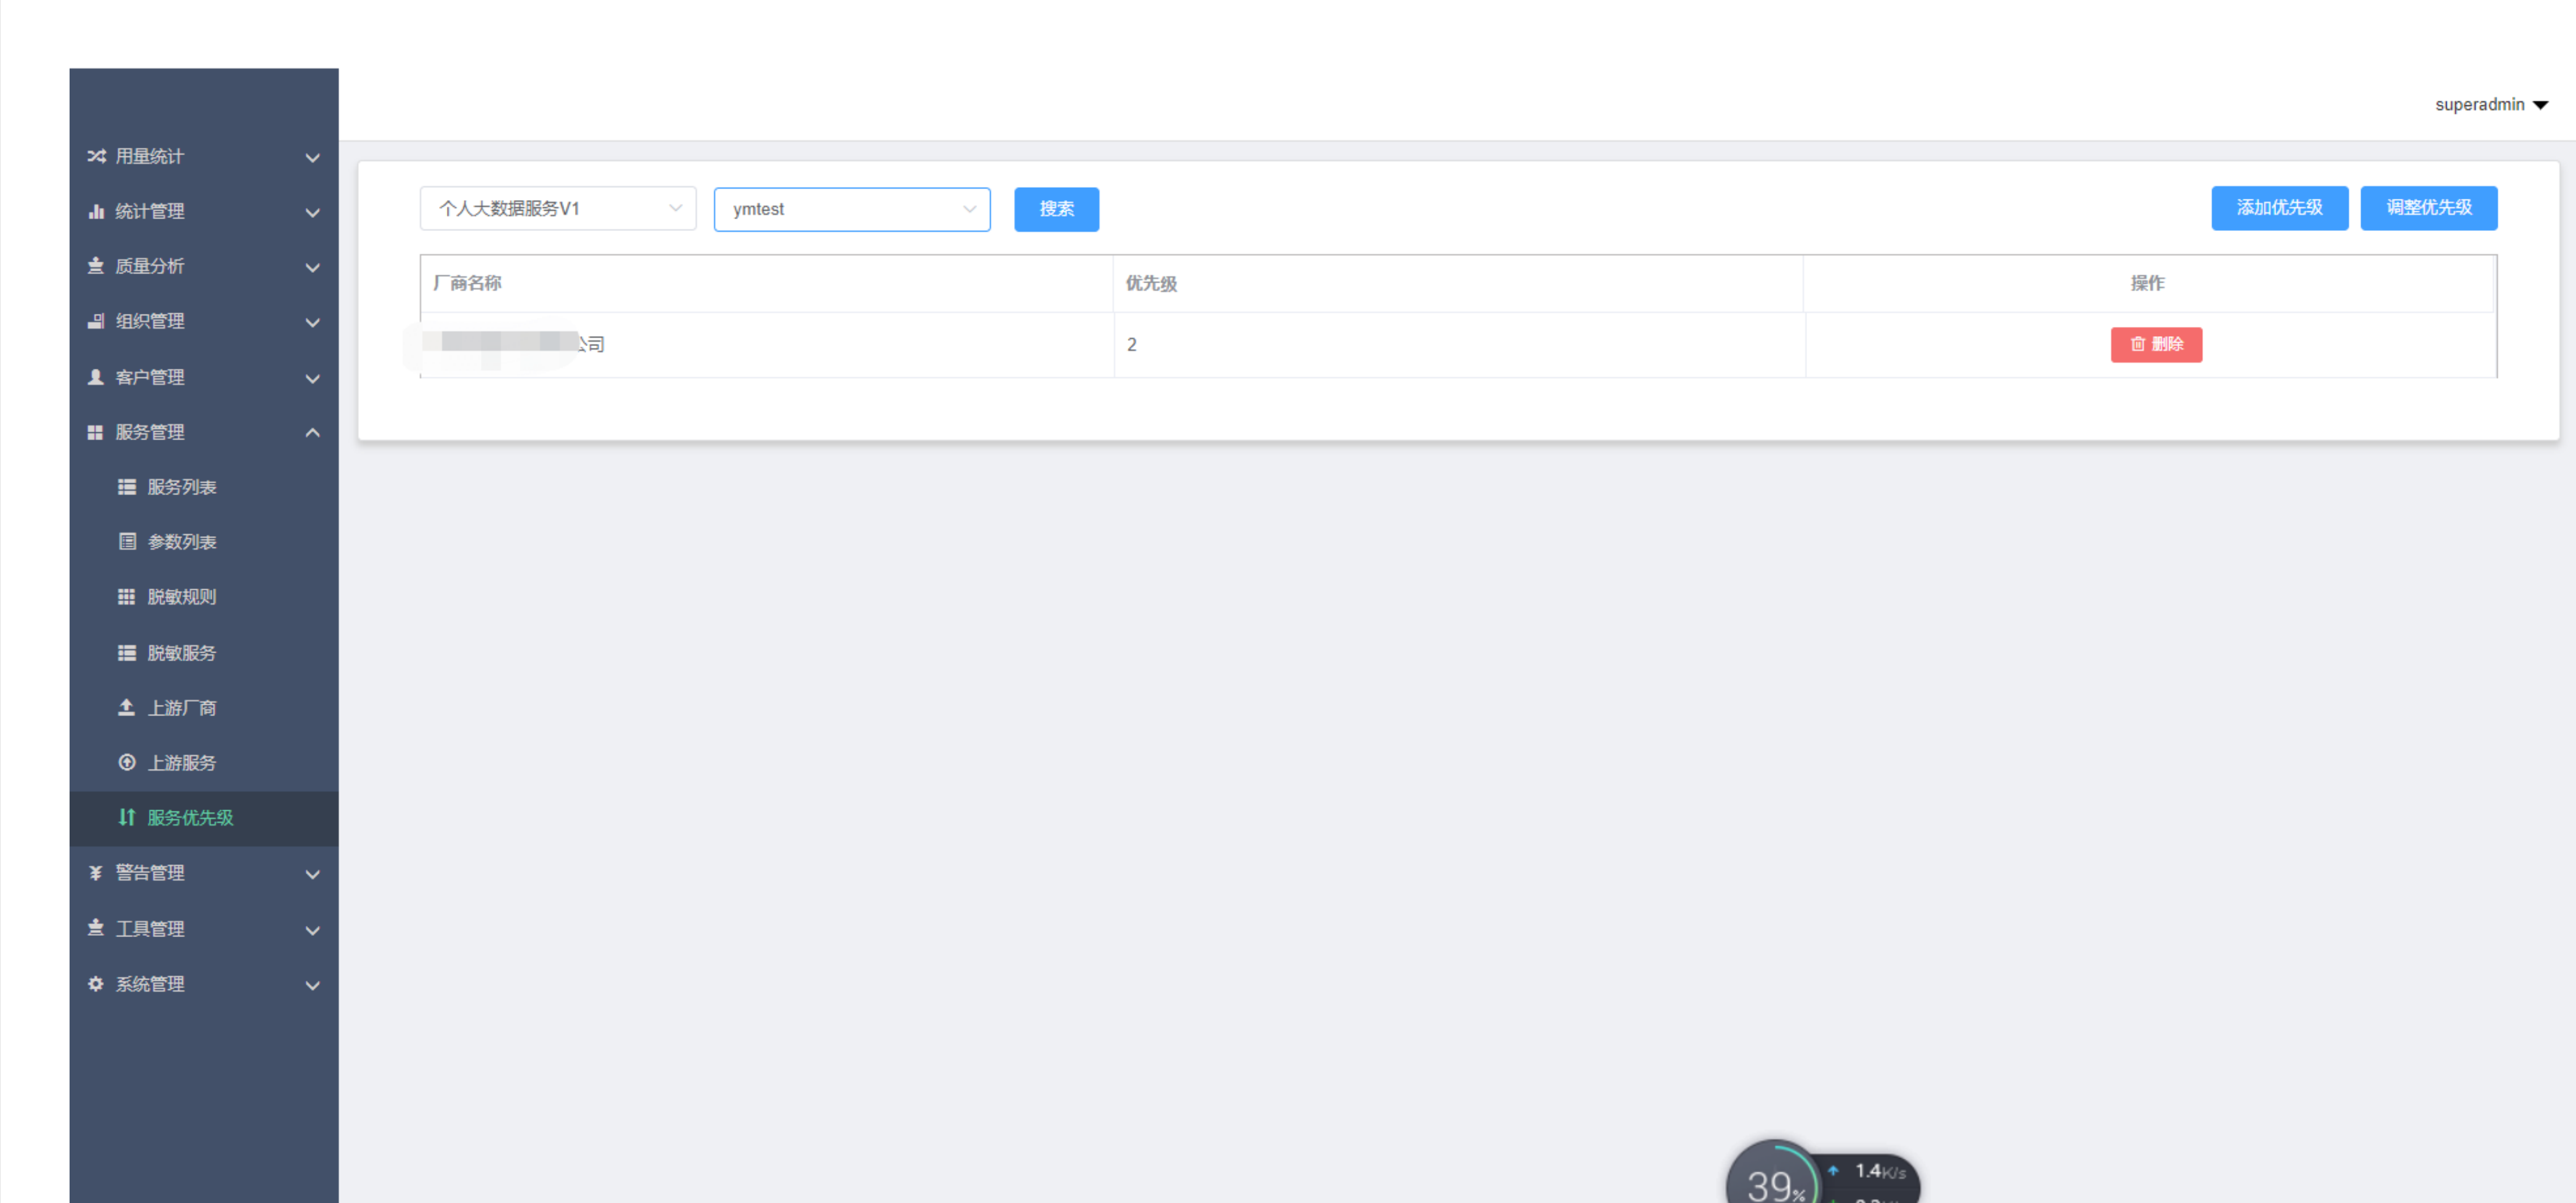 superadmin
用量统计
统计管理
质量分析
组织管理
客户管理
服务管理
服务列表
参数列表
脱敏规则
脱敏服务
上游厂商
上游服务
服务优先级
警告管理
工具管理
系统管理
个人大数据服务V1 ymtest 搜索 添加优先级 调整优先级
厂商名称 优先级 操作
公司 2 删除
39% 1.4K/s